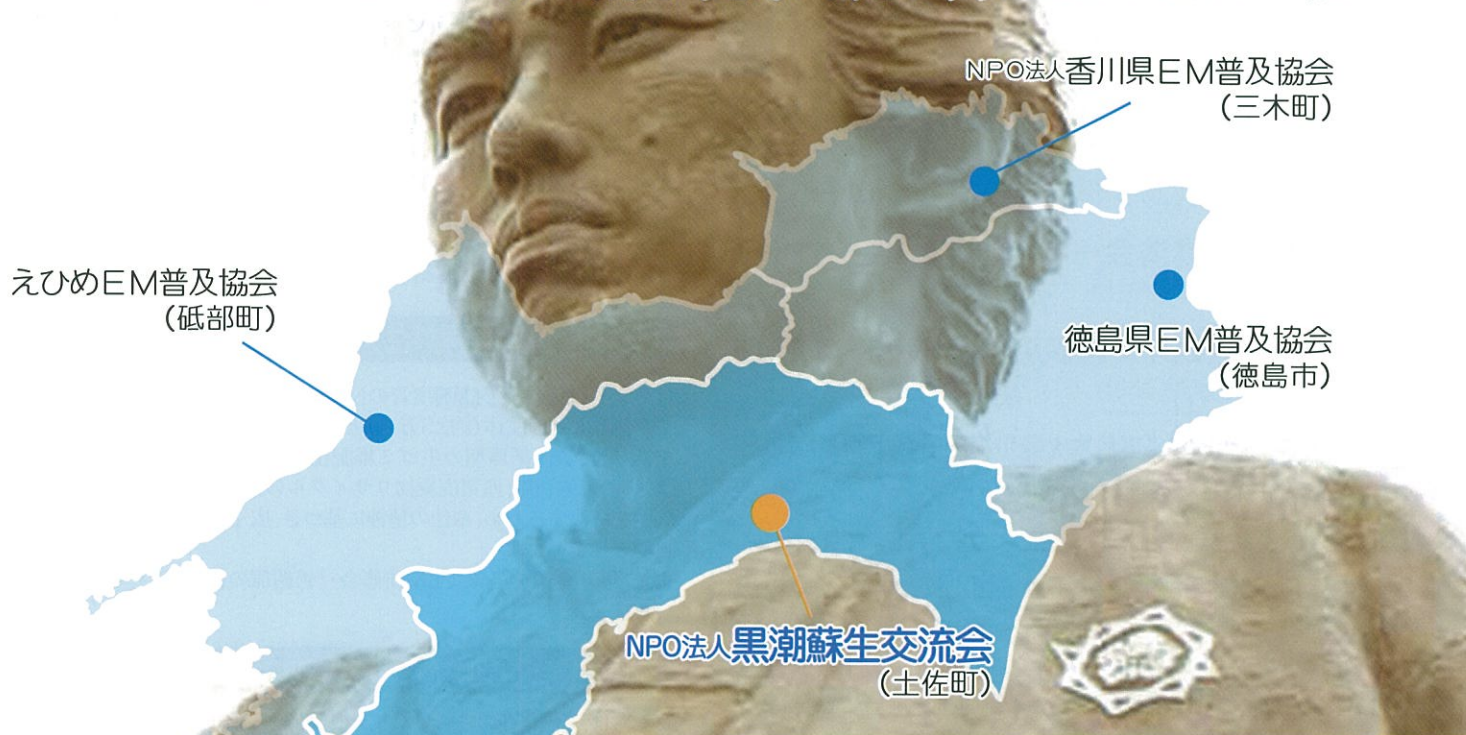 NPO法人香川県EM普及協会
(三木町)
えひめEM普及協会
(砥部町)
徳島県EM普及協会
(徳島市)
NPO法人黒潮蘇生交流会
(土佐町)